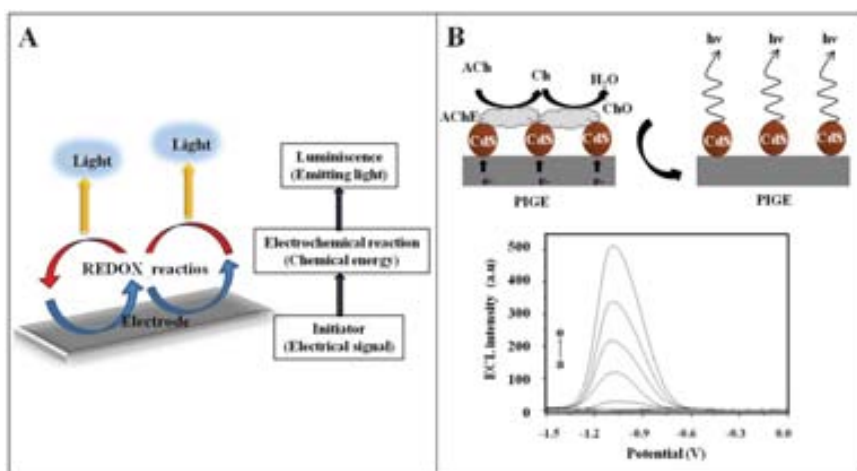 A
Light
Light
REDOX reactios
Electrode
Luminiscence
(Emitting light)
Electrochemical reaction
(Chemical energy)
Initiator
(Electrical signal)
B
ACh
Ch
H₂O
AChE
ChO
CdS
CdS
CdS
PIGE
hv
hv
hv
CdS
CdS
CdS
PIGE
ECL intensity (a.u)
500
400
300
200
100
0
-1.5
-1.2
-0.9
-0.6
-0.3
0.0
Potential (V)